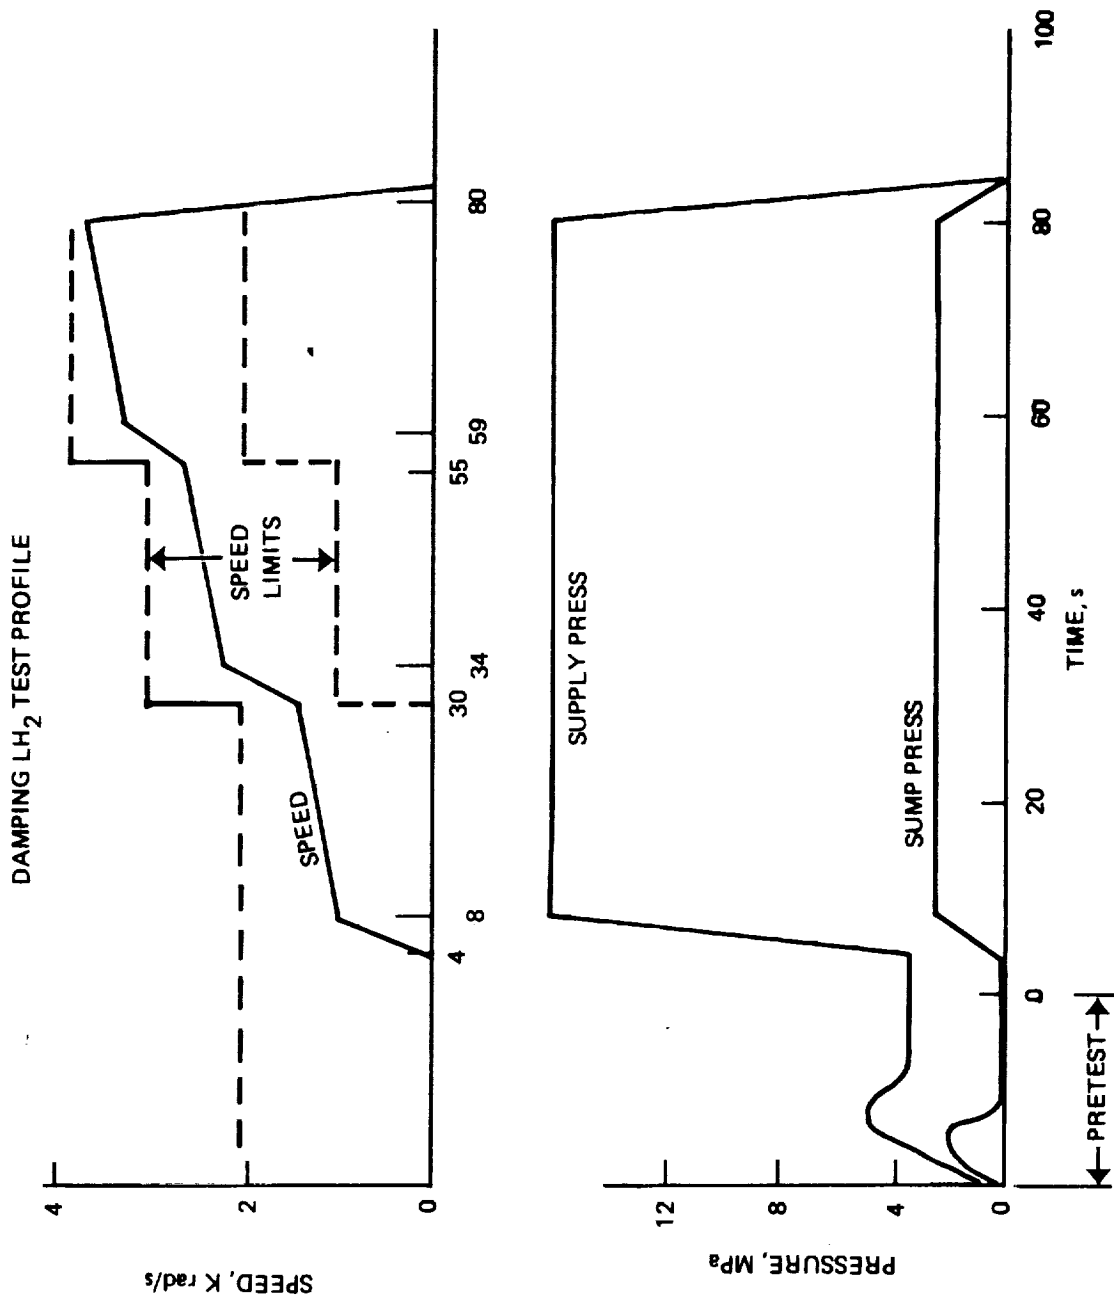 DAMPING LH2 TEST PROFILE
SPEED, K rad/s
4
2
0
SPEED
SPEED
LIMITS
4
8
30
34
55
59
80
PRESSURE, MPa
12
8
4
0
SUPPLY PRESS
SUMP PRESS
0
20
40
60
80
100
PRETEST
TIME, s